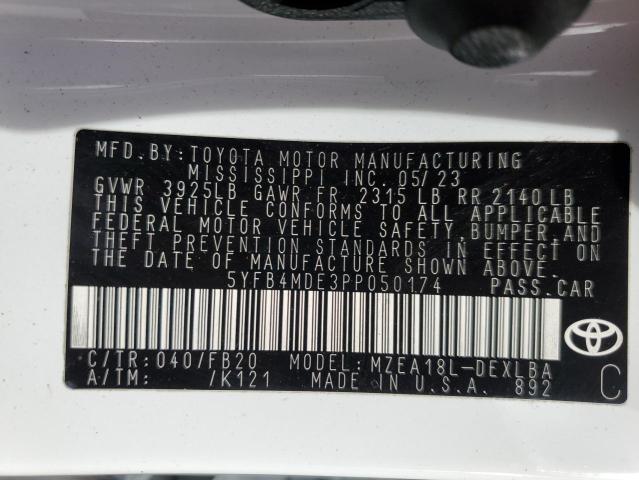 MFD. BY: TOYOTA MOTOR MANUFACTURING
MISSISSIPPI INC. 05/23
GVWR 3925LB GAWR FR 2315 LB RR 2140 LB
THIS VEHICLE CONFORMS TO ALL APPLICABLE
FEDERAL MOTOR VEHICLE SAFETY, BUMPER, AND
THEFT PREVENTION STANDARDS IN EFFECT ON
THE DATE OF MANUFACTURE SHOWN ABOVE.
5YFB4MDE3PP050174 PASS. CAR
C/TR: 040/FB20 MODEL: MZEA18L-DEXLBA
A/TM: /K121 MADE IN U.S.A. 892 C